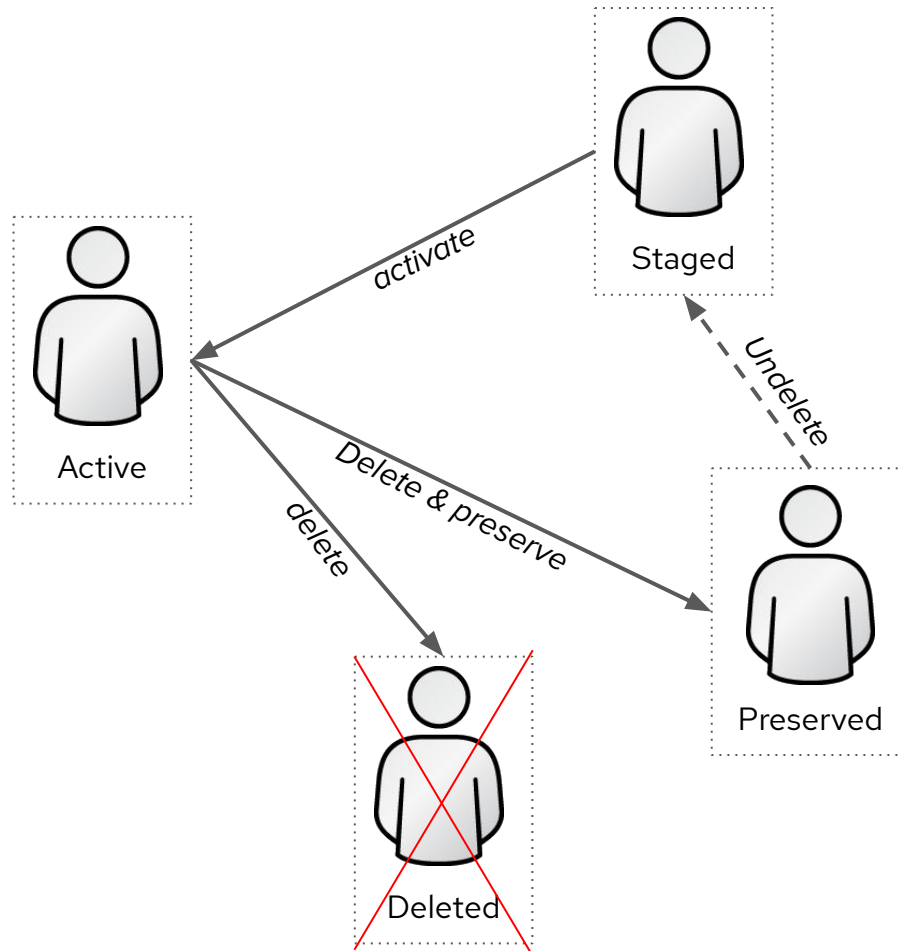 Staged
activate
Active
Undelete
Delete & preserve
delete
Preserved
Deleted